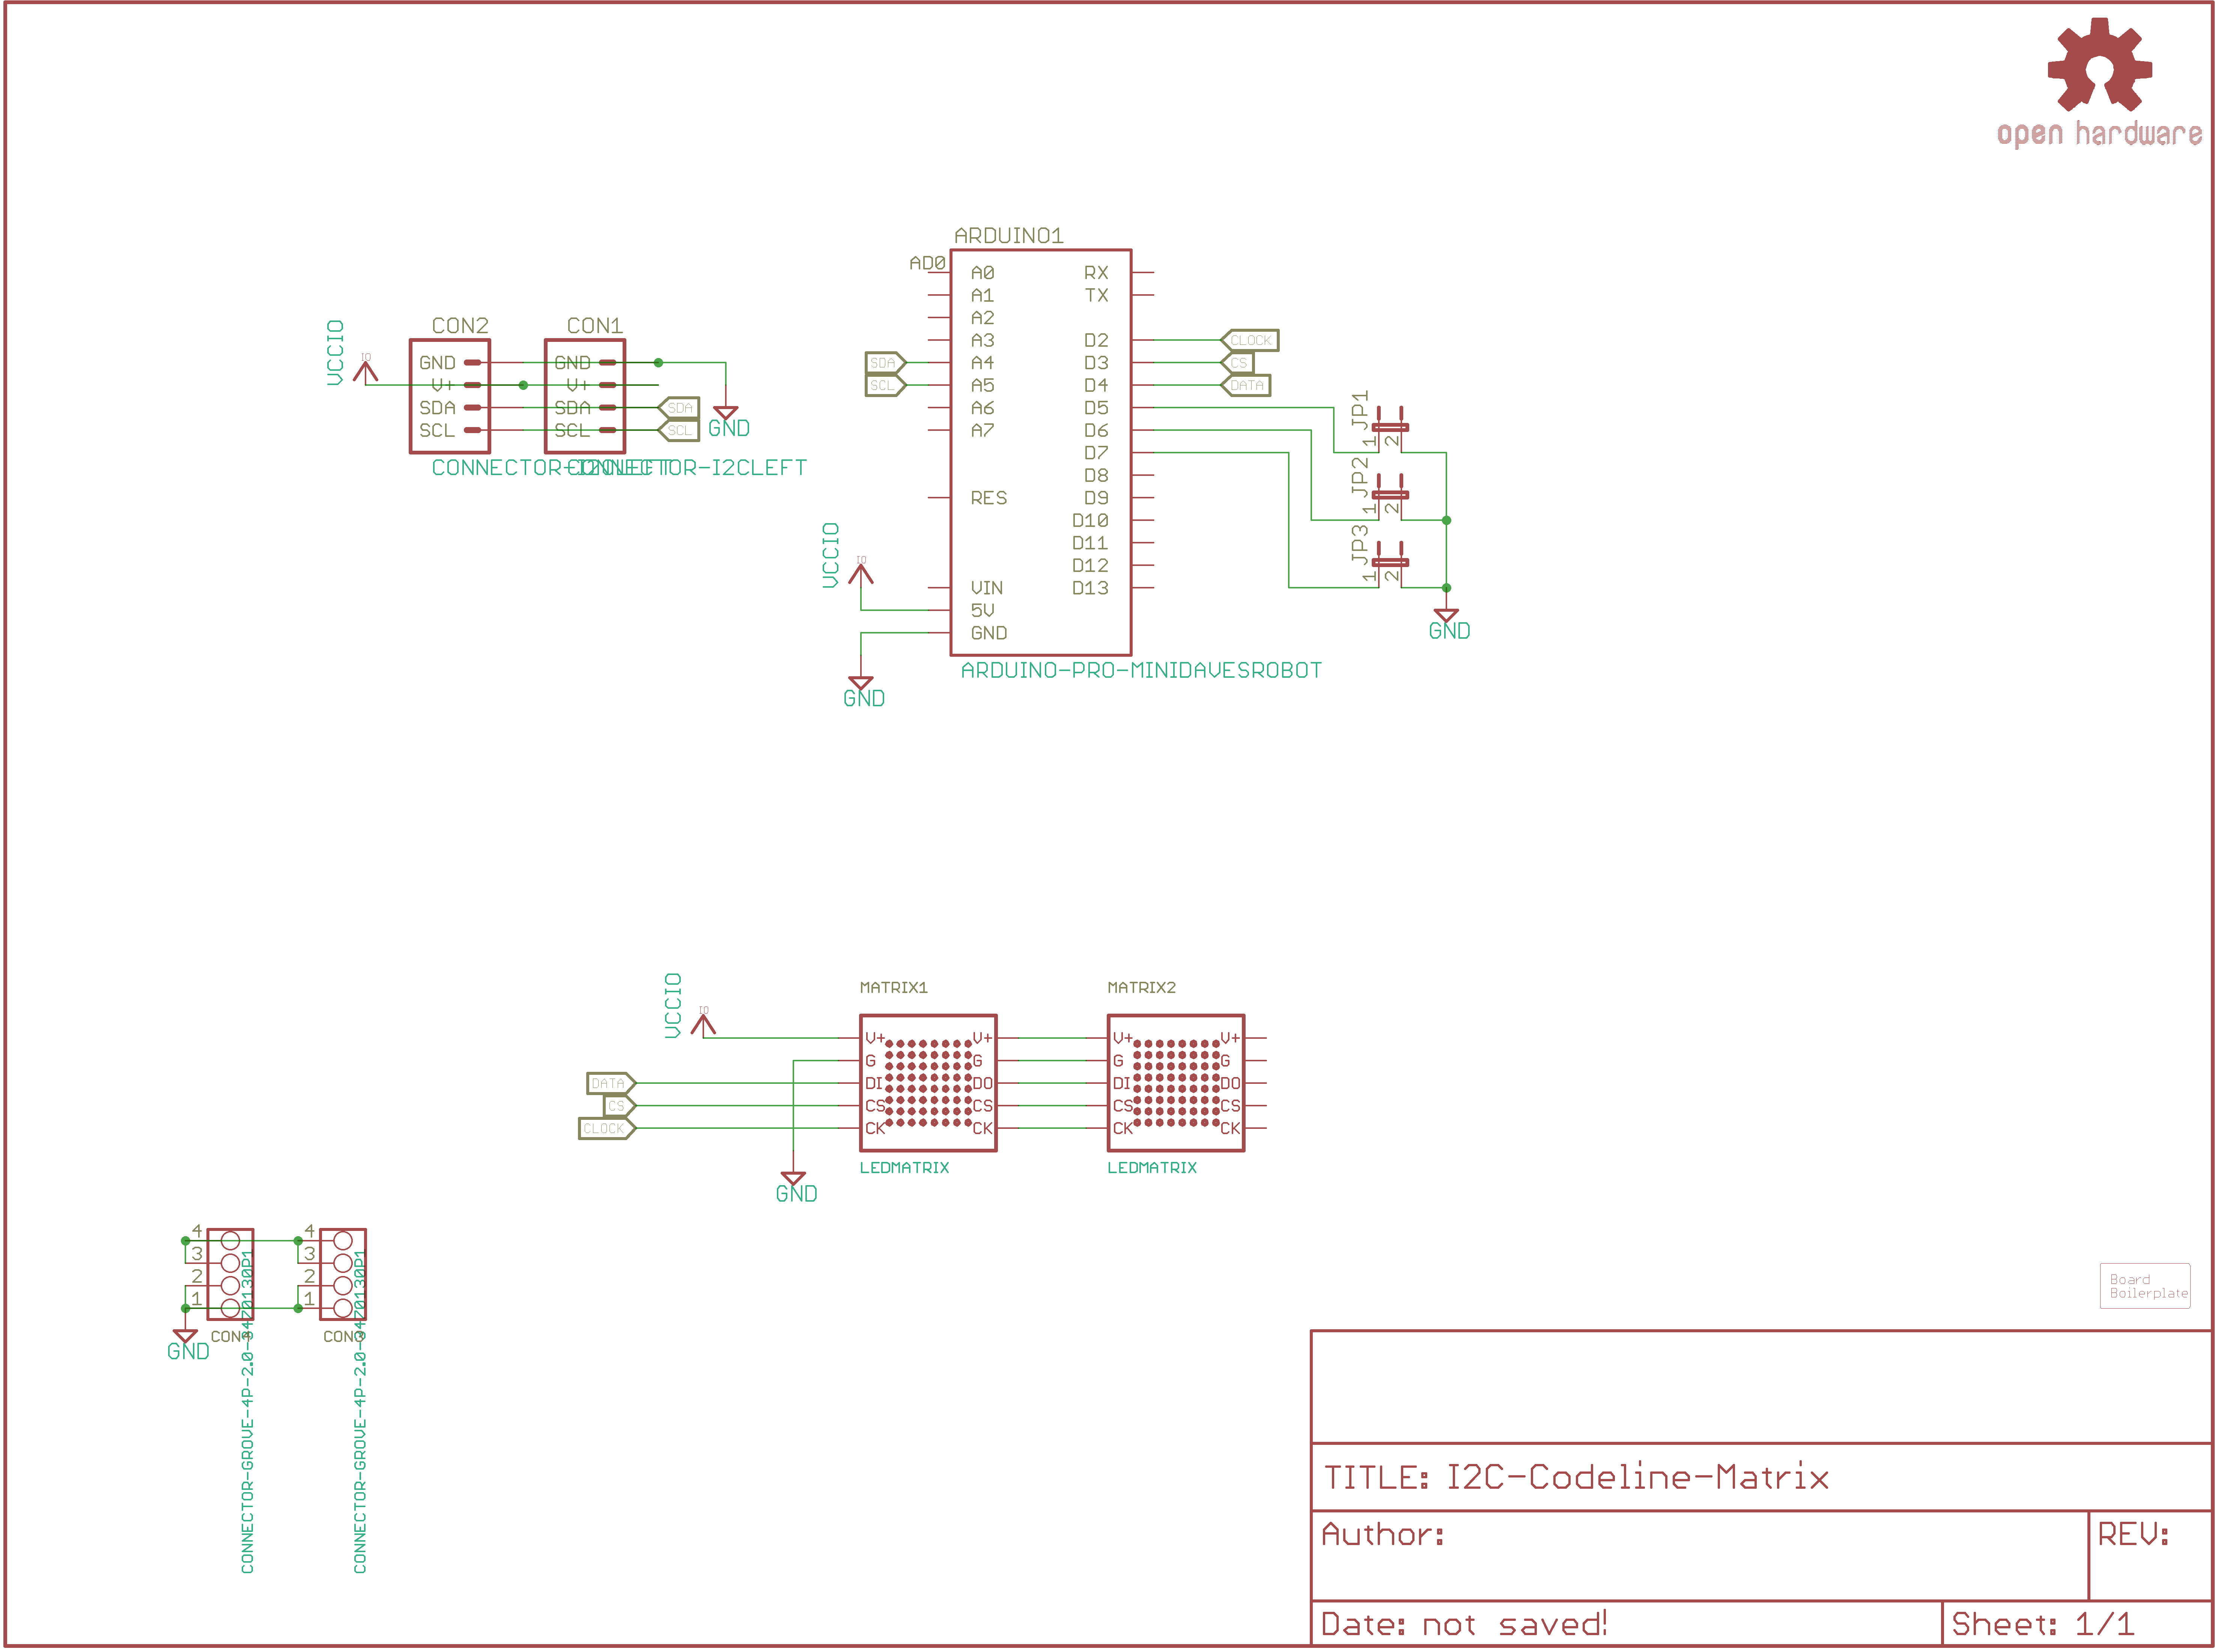 open hardware
ARDUINO1
AD0
A0
A1
A2
A3
A4
A5
A6
A7
RES
VIN
5V
GND
RX
TX
D2
D3
D4
D5
D6
D7
D8
D9
D10
D11
D12
D13
ARDUINO-PRO-MINIDAVESROBOT
SDA
SCL
CLOCK
CS
DATA
VCCIO
IO
GND
JP1
1 2
JP2
1 2
JP3
1 2
GND
VCCIO
IO
CON2
GND
V+
SDA
SCL
CONNECTOR-I2CLEFT
CON1
GND
V+
SDA
SCL
CONNECTOR-I2CLEFT
SDA
SCL
GND
VCCIO
IO
DATA
CS
CLOCK
GND
MATRIX1
V+ V+
G G
DI DO
CS CS
CK CK
LEDMATRIX
MATRIX2
V+ V+
G G
DI DO
CS CS
CK CK
LEDMATRIX
4
3
2
1
CON4
CONNECTOR-GROVE-4P-2.0-34Z0130P1
GND
4
3
2
1
CON3
CONNECTOR-GROVE-4P-2.0-34Z0130P1
Board
Boilerplate
TITLE: I2C-Codeline-Matrix
Author:
REV:
Date: not saved!
Sheet: 1/1